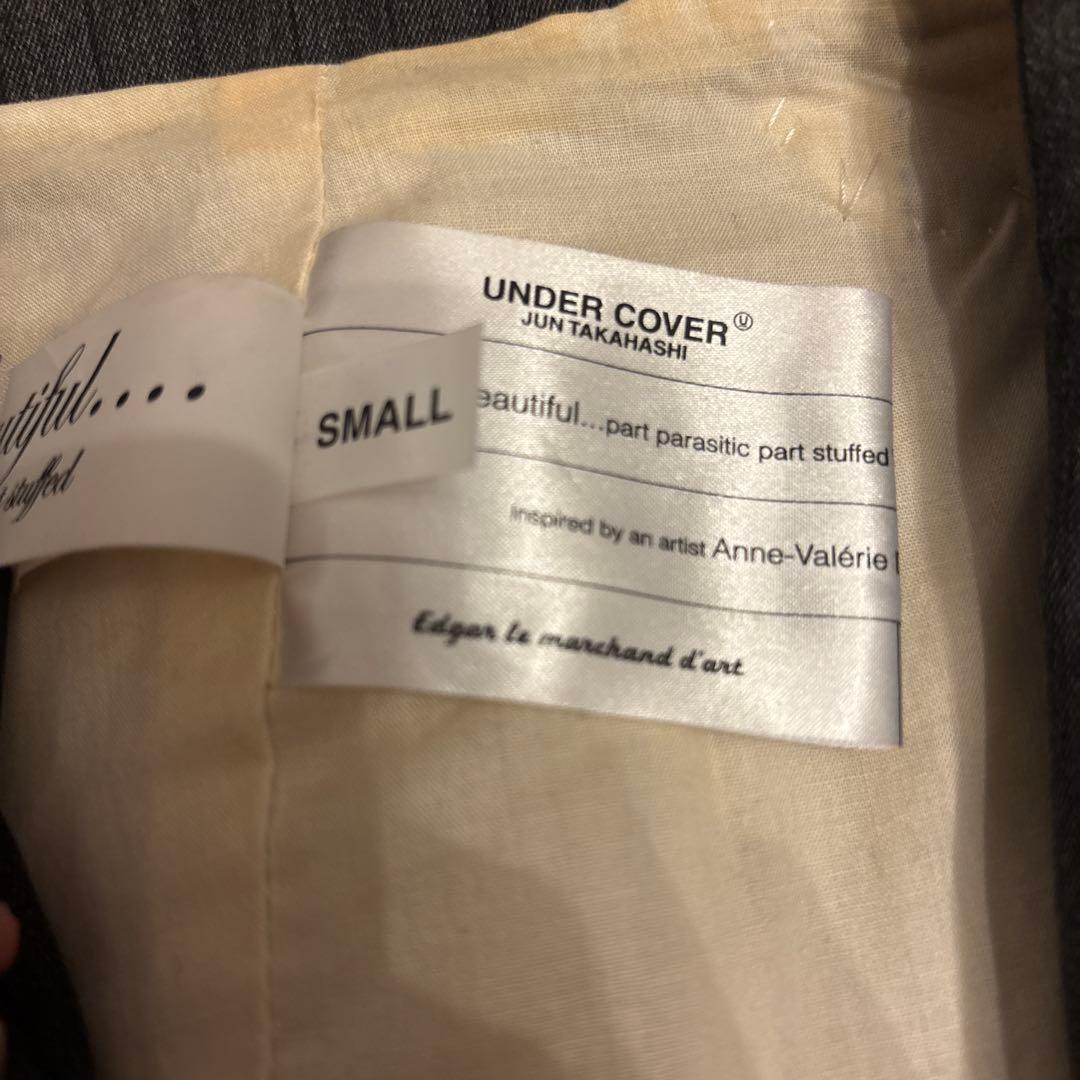 UNDER COVER Ⓤ
JUN TAKAHASHI
SMALL
eautiful...part parasitic part stuffed
inspired by an artist Anne-Valérie
Edgar le marchand d'art
utiful....
stuffed